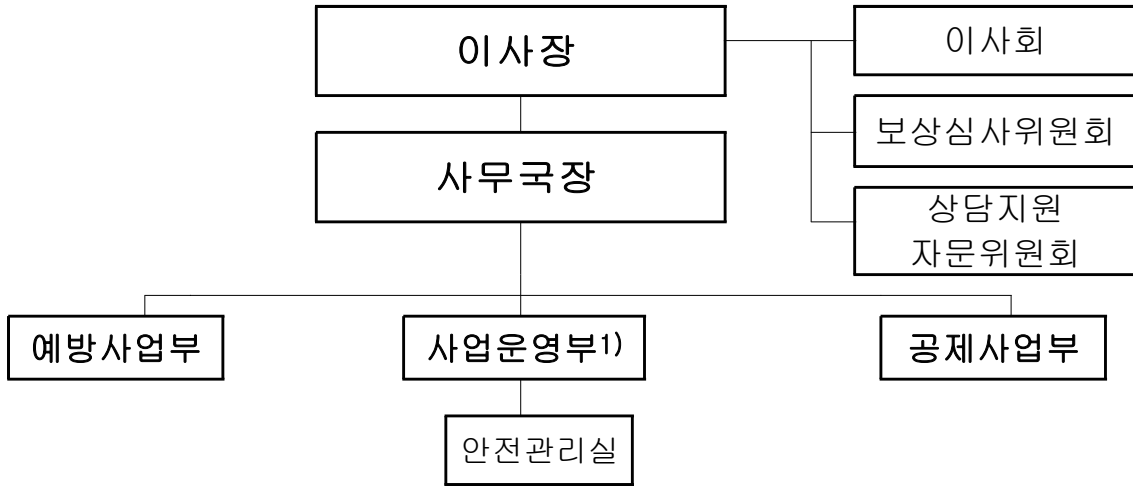 이사장
이사회
보상심사위원회
사무국장
상담지원
자문위원회
예방사업부
사업운영부1)
공제사업부
안전관리실